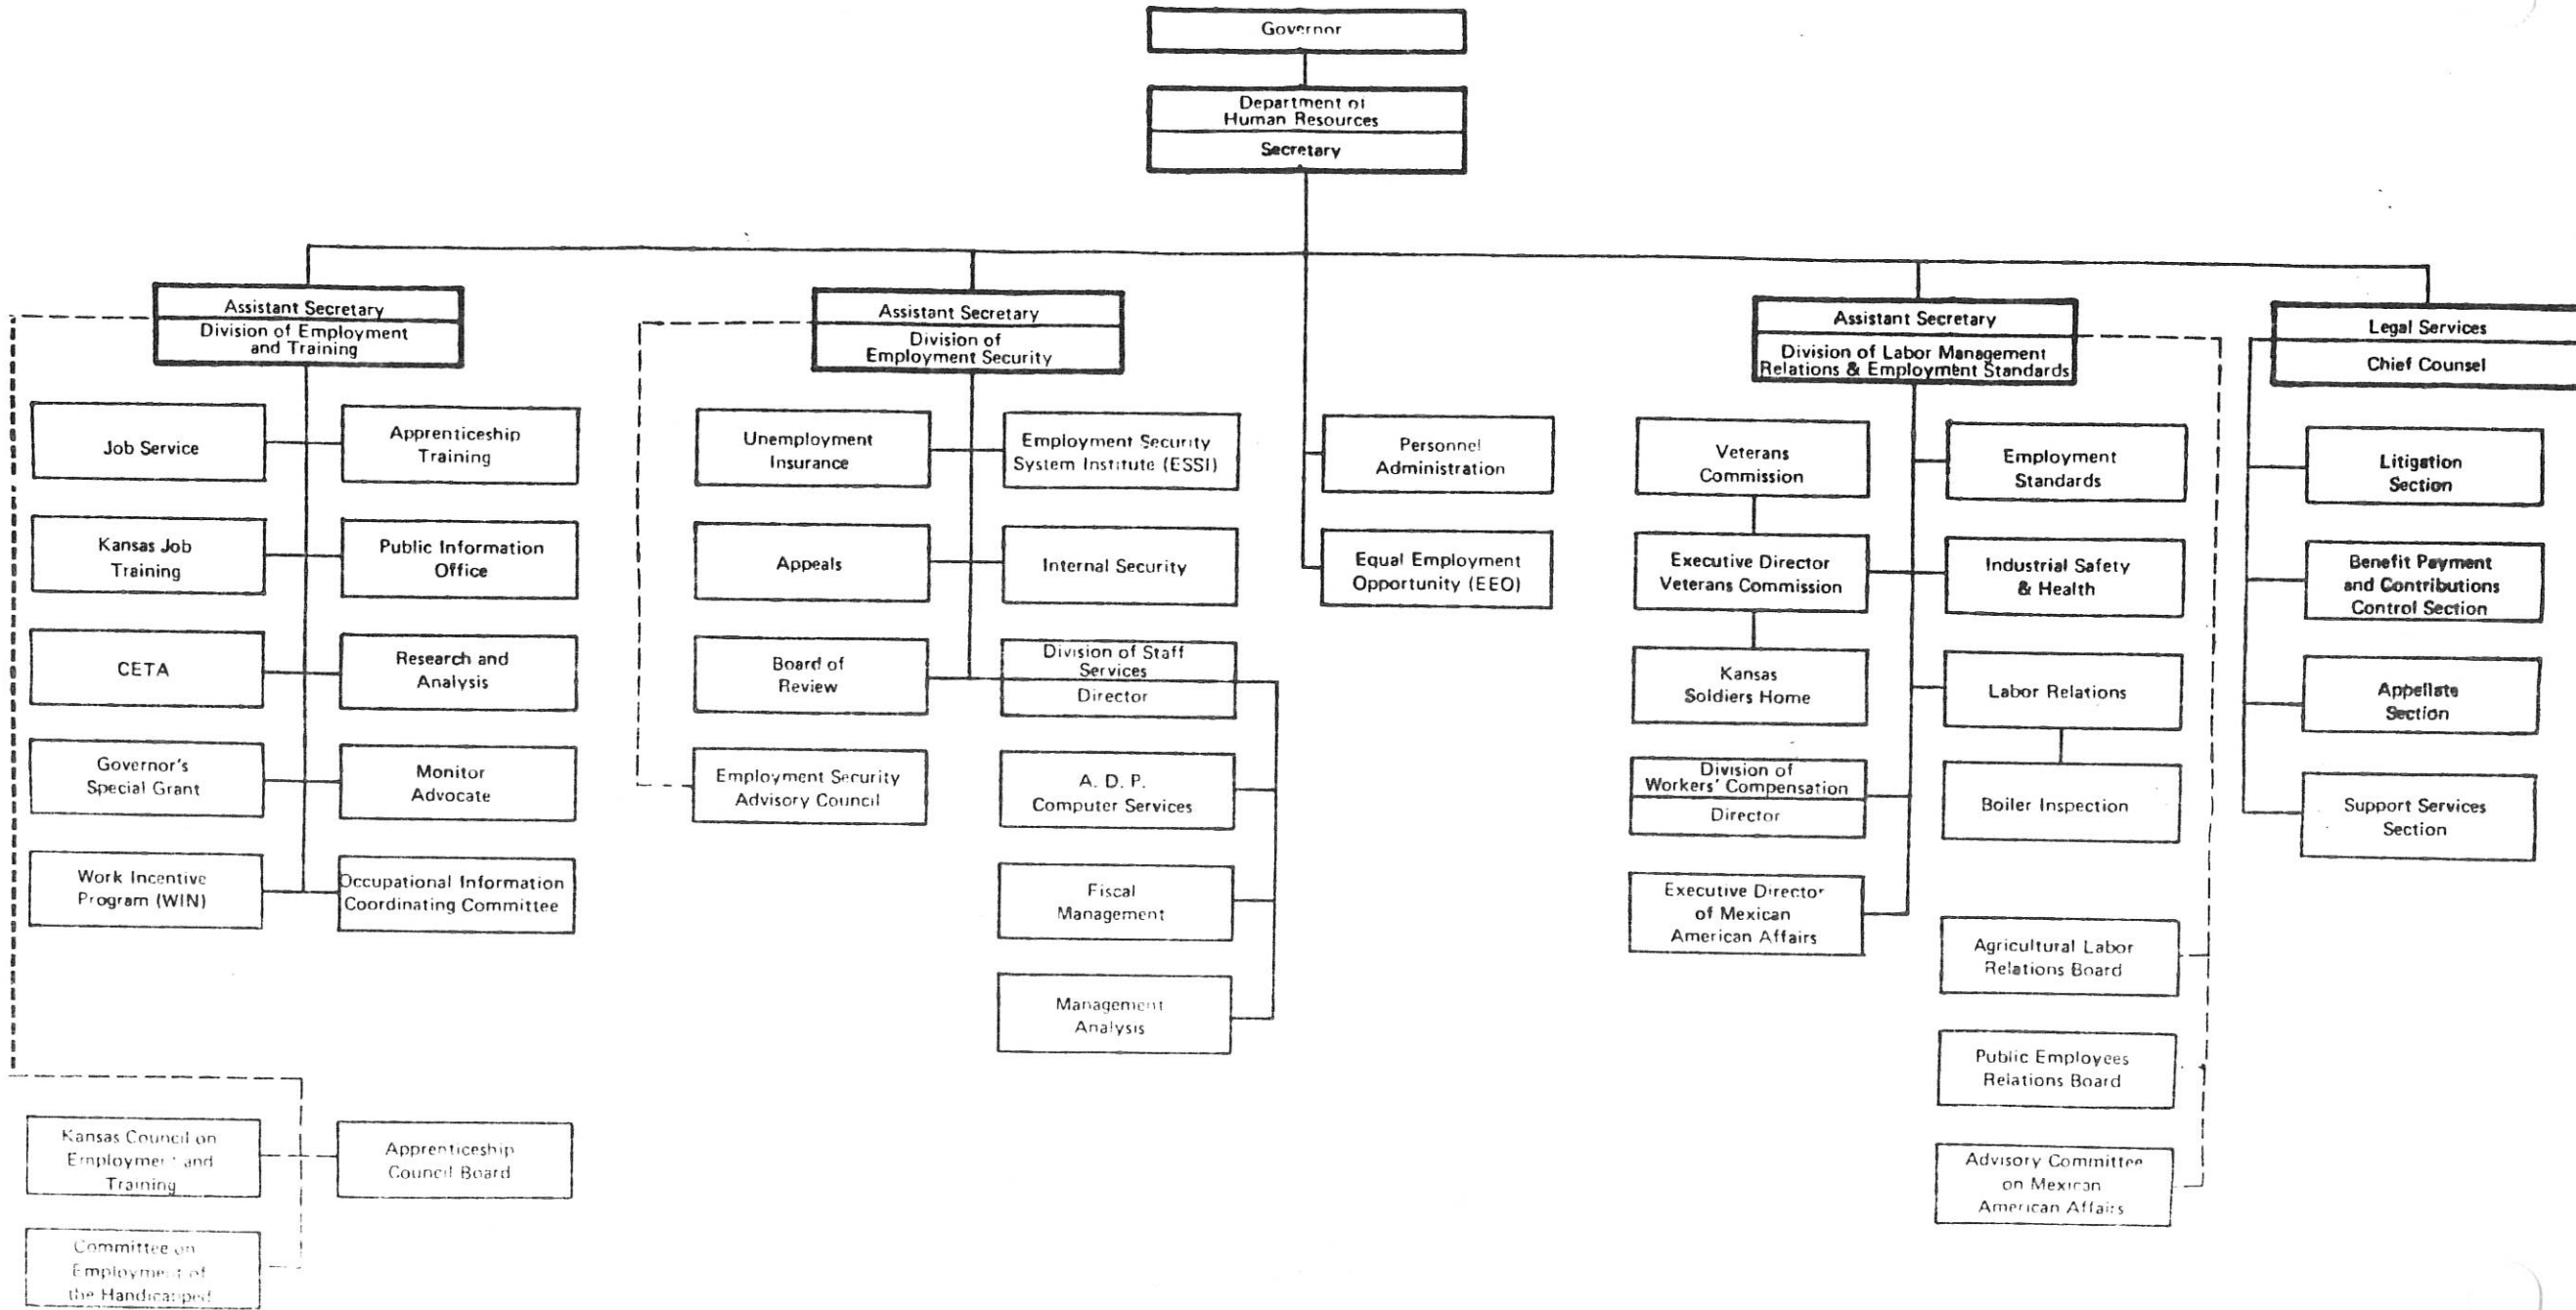 Governor
Department of
Human Resources
Secretary
Assistant Secretary
Division of Employment
and Training
Job Service
Apprenticeship
Training
Kansas Job
Training
Public Information
Office
CETA
Research and
Analysis
Governor's
Special Grant
Monitor
Advocate
Work Incentive
Program (WIN)
Occupational Information
Coordinating Committee
Kansas Council on
Employment and
Training
Apprenticeship
Council Board
Committee on
Employment of
the Handicapped
Assistant Secretary
Division of
Employment Security
Unemployment
Insurance
Employment Security
System Institute (ESSI)
Appeals
Internal Security
Board of
Review
Division of Staff
Services
Director
Employment Security
Advisory Council
A. D. P.
Computer Services
Fiscal
Management
Management
Analysis
Personnel
Administration
Equal Employment
Opportunity (EEO)
Assistant Secretary
Division of Labor Management
Relations & Employment Standards
Veterans
Commission
Employment
Standards
Executive Director
Veterans Commission
Industrial Safety
& Health
Kansas
Soldiers Home
Labor Relations
Division of
Workers' Compensation
Director
Boiler Inspection
Executive Director
of Mexican
American Affairs
Agricultural Labor
Relations Board
Public Employees
Relations Board
Advisory Committee
on Mexican
American Affairs
Legal Services
Chief Counsel
Litigation
Section
Benefit Payment
and Contributions
Control Section
Appellate
Section
Support Services
Section